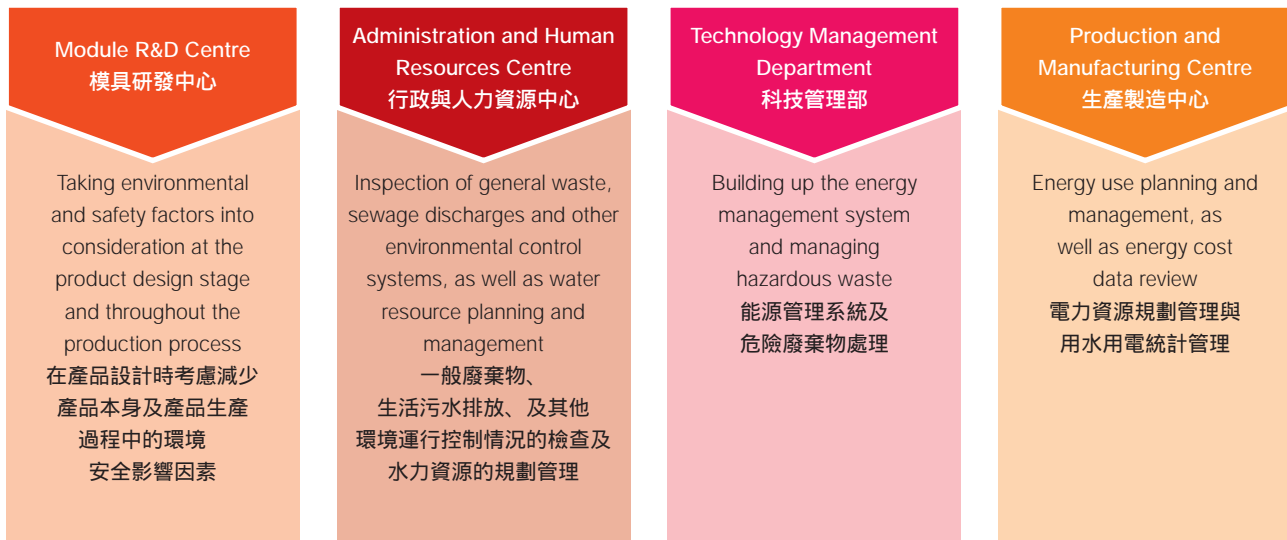 Module R&D Centre
模具研發中心
Taking environmental
and safety factors into
consideration at the
product design stage
and throughout the
production process
在產品設計時考慮減少
產品本身及產品生產
過程中的環境
安全影響因素
Administration and Human
Resources Centre
行政與人力資源中心
Inspection of general waste,
sewage discharges and other
environmental control
systems, as well as water
resource planning and
management
一般廢棄物、
生活污水排放、及其他
環境運行控制情況的檢查及
水力資源的規劃管理
Technology Management
Department
科技管理部
Building up the energy
management system
and managing
hazardous waste
能源管理系統及
危險廢棄物處理
Production and
Manufacturing Centre
生產製造中心
Energy use planning and
management, as
well as energy cost
data review
電力資源規劃管理與
用水用電統計管理